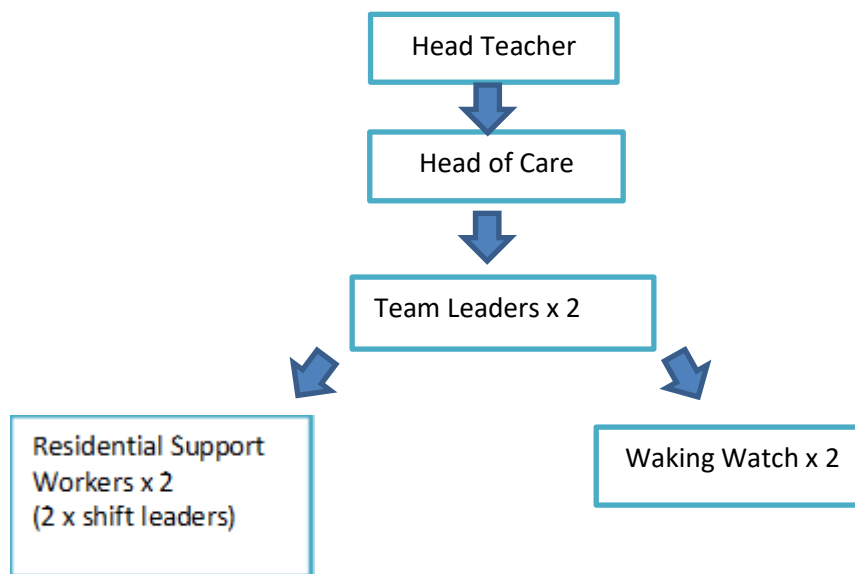 Head Teacher
Head of Care
Team Leaders x 2
Residential Support
Workers x 2
(2 x shift leaders)
Waking Watch x 2